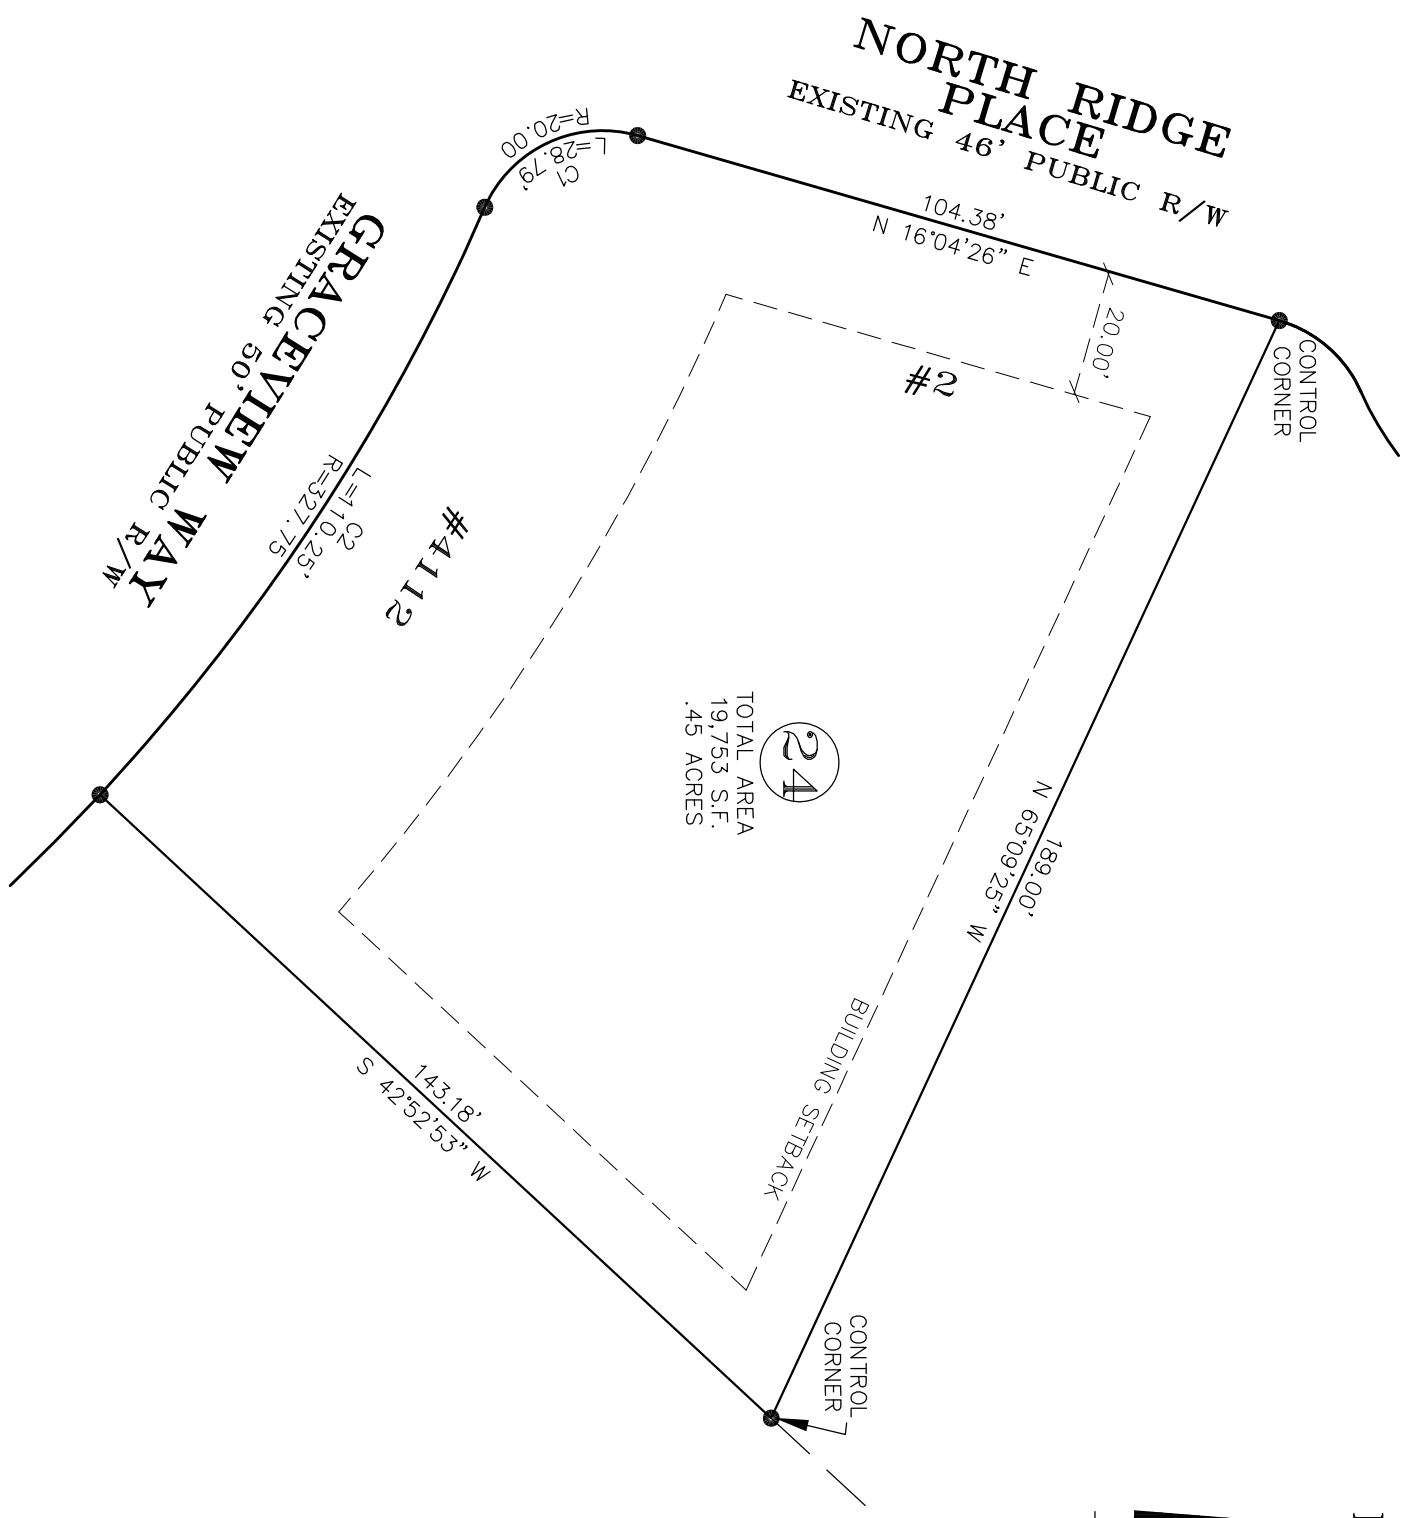 NORTH RIDGE
PLACE
EXISTING 46' PUBLIC R/W
104.38'
N 16°04'26" E
20.00'
CONTROL
CORNER
R=20.00
L=28.79'
C1
#2
GRACEVIEW WAY
EXISTING 50' PUBLIC R/W
C2
L=110.25'
R=327.75
#4112
24
TOTAL AREA
19,753 S.F.
.45 ACRES
189.00'
N 65°09'25" W
BUILDING SETBACK
143.18'
S 42°52'53" W
CONTROL
CORNER